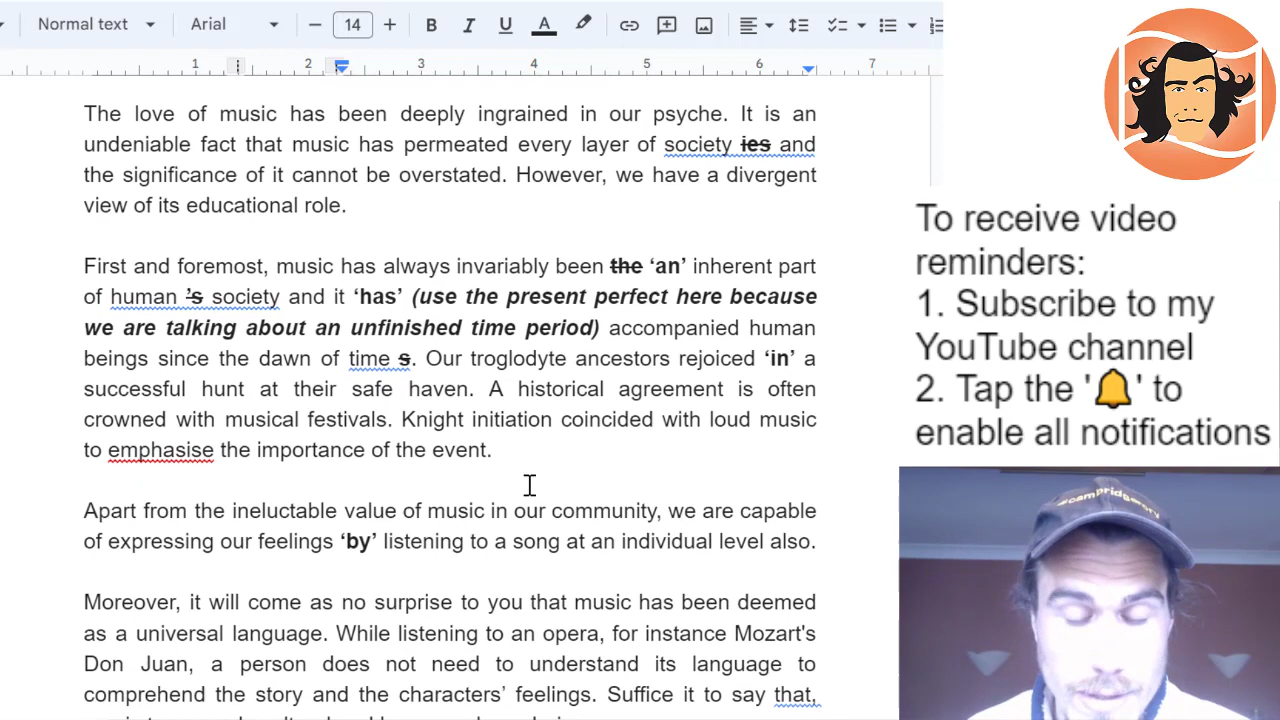 Normal text Arial − 14 + B I U A
1 2 3 4 5 6 7
The love of music has been deeply ingrained in our psyche. It is an
undeniable fact that music has permeated every layer of society ies and
the significance of it cannot be overstated. However, we have a divergent
view of its educational role.
First and foremost, music has always invariably been the ‘an’ inherent part
of human ’s society and it ‘has’ (use the present perfect here because
we are talking about an unfinished time period) accompanied human
beings since the dawn of time s. Our troglodyte ancestors rejoiced ‘in’ a
successful hunt at their safe haven. A historical agreement is often
crowned with musical festivals. Knight initiation coincided with loud music
to emphasise the importance of the event.
Apart from the ineluctable value of music in our community, we are capable
of expressing our feelings ‘by’ listening to a song at an individual level also.
Moreover, it will come as no surprise to you that music has been deemed
as a universal language. While listening to an opera, for instance Mozart's
Don Juan, a person does not need to understand its language to
comprehend the story and the characters’ feelings. Suffice it to say that,
To receive video
reminders:
1. Subscribe to my
YouTube channel
2. Tap the '🔔' to
enable all notifications